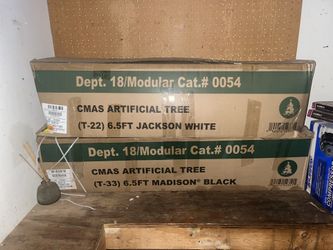 Dept. 18/Modular Cat.# 0054
CMAS ARTIFICIAL TREE
(T-22) 6.5FT JACKSON WHITE
Dept. 18/Modular Cat.# 0054
CMAS ARTIFICIAL TREE
(T-33) 6.5FT MADISON® BLACK